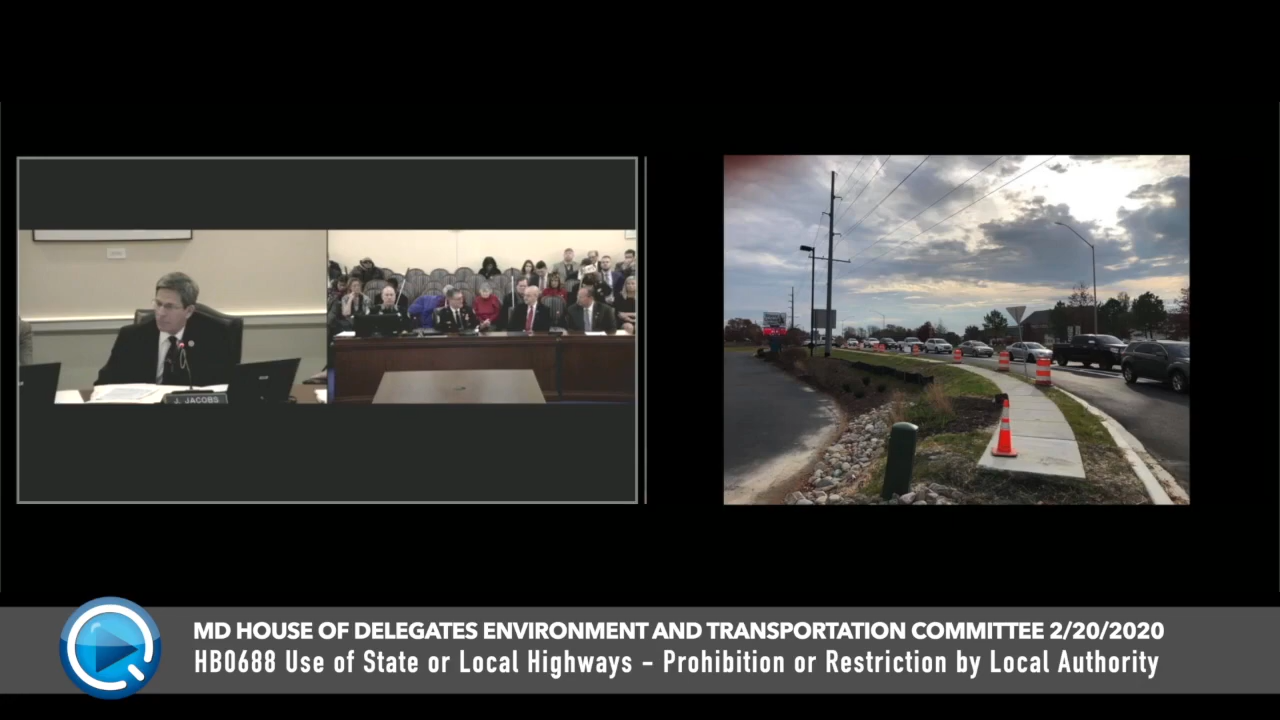 J. JACOBS
MD HOUSE OF DELEGATES ENVIRONMENT AND TRANSPORTATION COMMITTEE 2/20/2020
HB0688 Use of State or Local Highways – Prohibition or Restriction by Local Authority